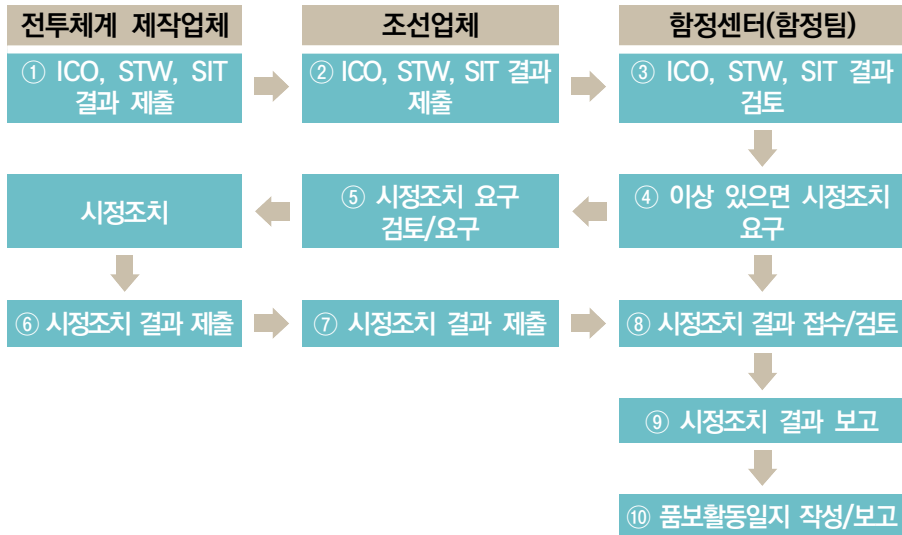 전투체계 제작업체
조선업체
함정센터(함정팀)
① ICO, STW, SIT
결과 제출
② ICO, STW, SIT 결과
제출
③ ICO, STW, SIT 결과
검토
시정조치
⑤ 시정조치 요구
검토/요구
④ 이상 있으면 시정조치
요구
⑥ 시정조치 결과 제출
⑦ 시정조치 결과 제출
⑧ 시정조치 결과 접수/검토
⑨ 시정조치 결과 보고
⑩ 품보활동일지 작성/보고